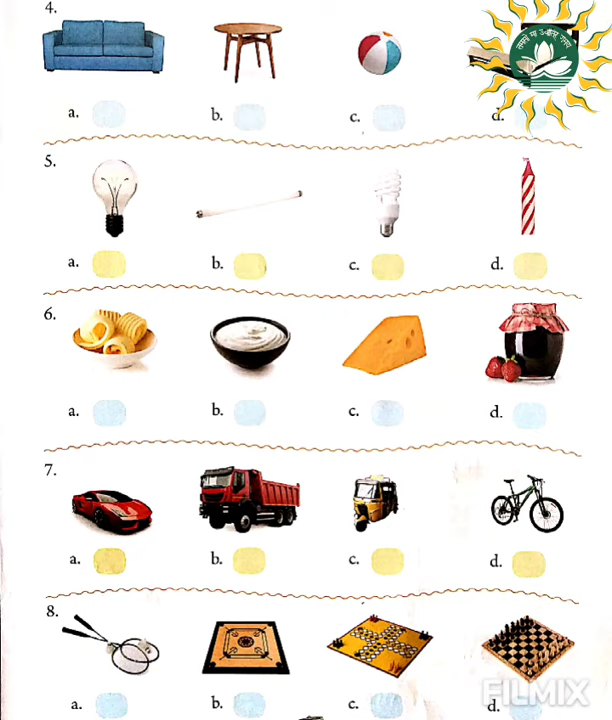 4.
a. b. c. d.
5.
a. b. c. d.
6.
a. b. c. d.
7.
a. b. c. d.
8.
a. b. c. d.
FILMIX